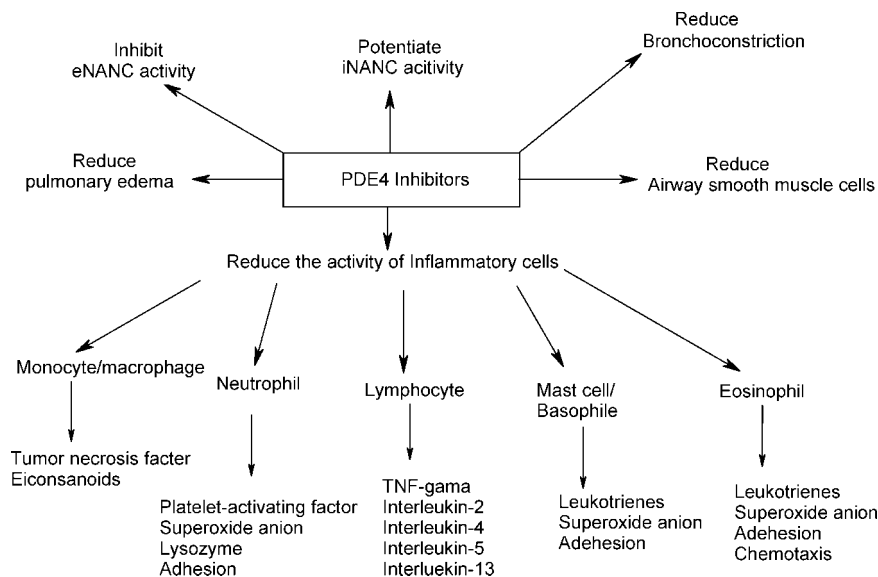 Inhibit
eNANC activity
Potentiate
iNANC acitivity
Reduce
Bronchoconstriction
Reduce
pulmonary edema
PDE4 Inhibitors
Reduce
Airway smooth muscle cells
Reduce the activity of Inflammatory cells
Monocyte/macrophage
Neutrophil
Lymphocyte
Mast cell/
Basophile
Eosinophil
Tumor necrosis facter
Eiconsanoids
Platelet-activating factor
Superoxide anion
Lysozyme
Adhesion
TNF-gama
Interleukin-2
Interleukin-4
Interleukin-5
Interluekin-13
Leukotrienes
Superoxide anion
Adehesion
Leukotrienes
Superoxide anion
Adehesion
Chemotaxis